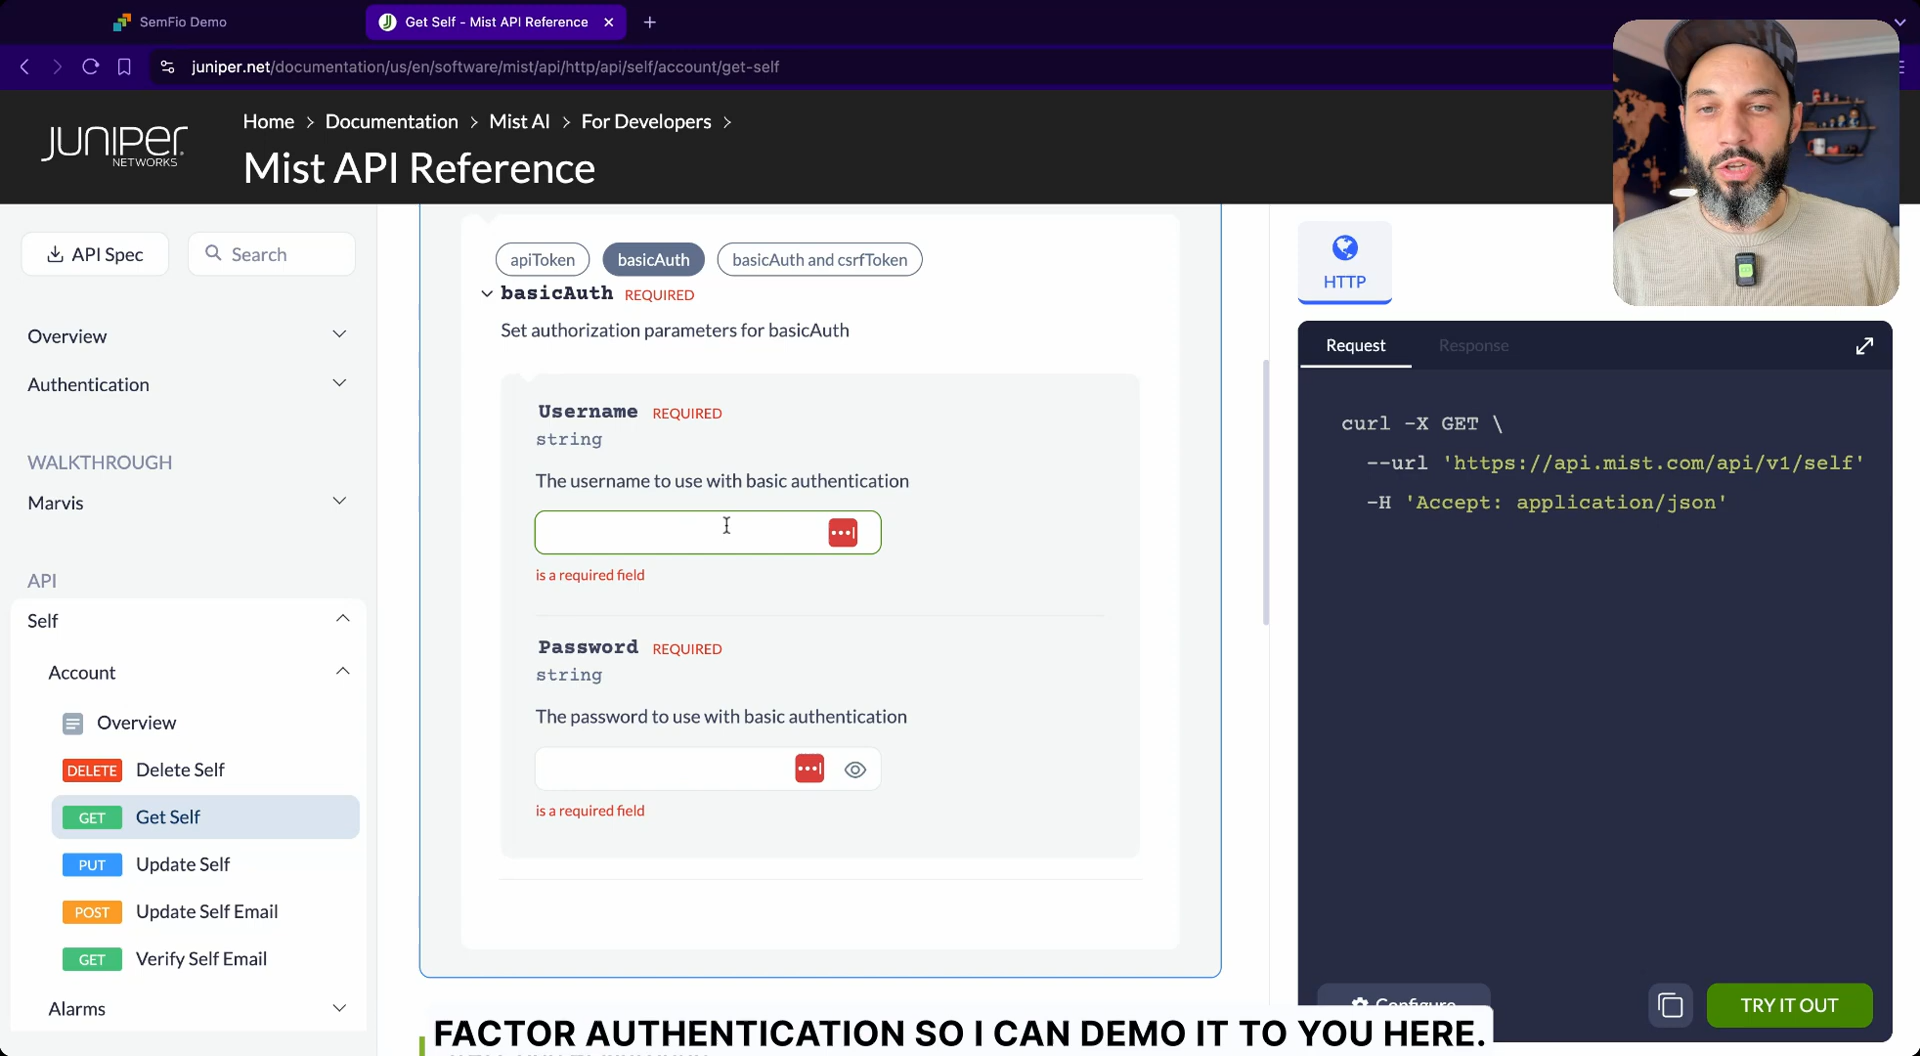 SemFio Demo
Get Self - Mist API Reference
juniper.net/documentation/us/en/software/mist/api/http/api/self/account/get-self
JUNIPER
NETWORKS
Home > Documentation > Mist AI > For Developers >
Mist API Reference
API Spec
Search
Overview
Authentication
WALKTHROUGH
Marvis
API
Self
Account
Overview
DELETE Delete Self
GET Get Self
PUT Update Self
POST Update Self Email
GET Verify Self Email
Alarms
apiToken
basicAuth
basicAuth and csrfToken
basicAuth REQUIRED
Set authorization parameters for basicAuth
Username REQUIRED
string
The username to use with basic authentication
is a required field
Password REQUIRED
string
The password to use with basic authentication
is a required field
HTTP
Request
Response
curl -X GET \
--url 'https://api.mist.com/api/v1/self'
-H 'Accept: application/json'
Configure
TRY IT OUT
FACTOR AUTHENTICATION SO I CAN DEMO IT TO YOU HERE.